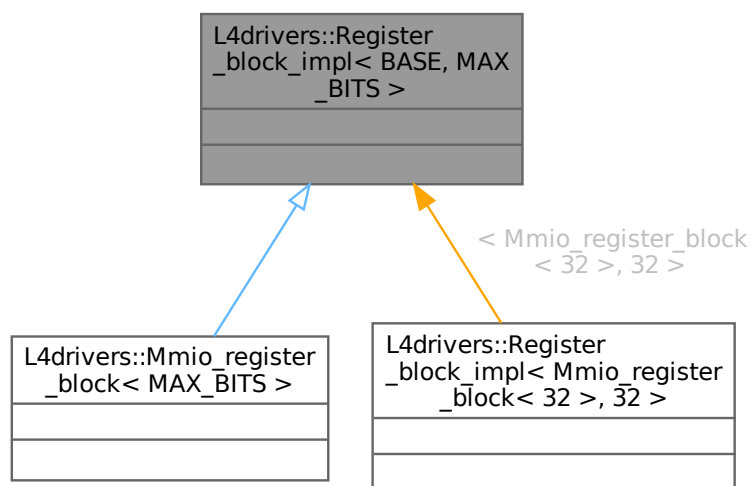 L4drivers::Register
_block_impl< BASE, MAX
_BITS >
< Mmio_register_block
< 32 >, 32 >
L4drivers::Mmio_register
_block< MAX_BITS >
L4drivers::Register
_block_impl< Mmio_register
_block< 32 >, 32 >